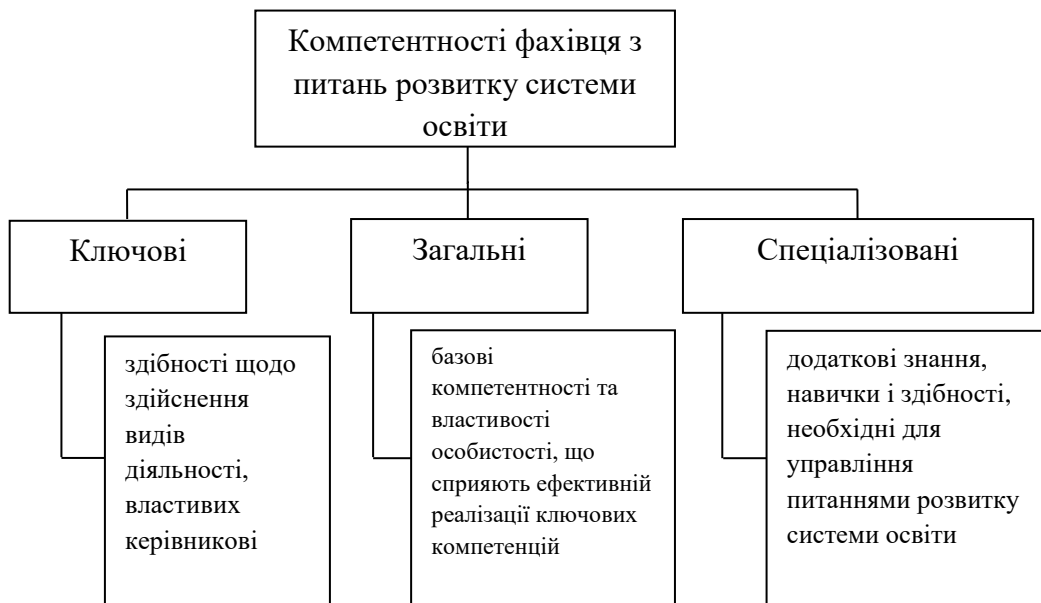 Компетентності фахівця з
питань розвитку системи
освіти
Ключові
Загальні
Спеціалізовані
здібності щодо
здійснення
видів
діяльності,
властивих
керівникові
базові
компетентності та
властивості
особистості, що
сприяють ефективній
реалізації ключових
компетенцій
додаткові знання,
навички і здібності,
необхідні для
управління
питаннями розвитку
системи освіти